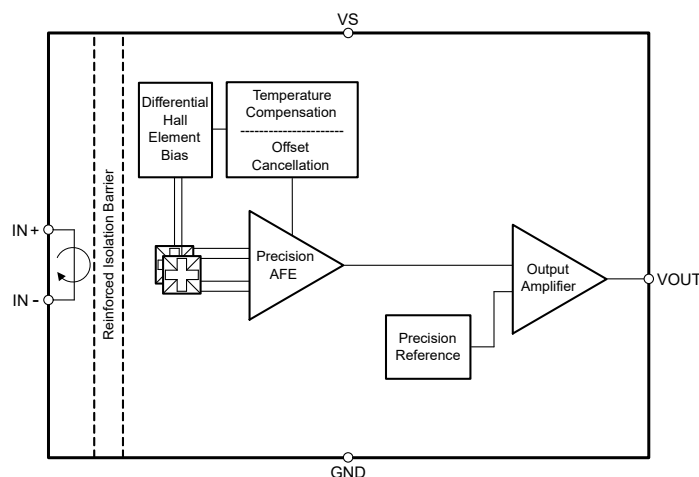 VS
Differential
Hall
Element
Bias
Temperature
Compensation
Offset
Cancellation
Reinforced Isolation Barrier
IN+
IN-
Precision
AFE
Output
Amplifier
VOUT
Precision
Reference
GND